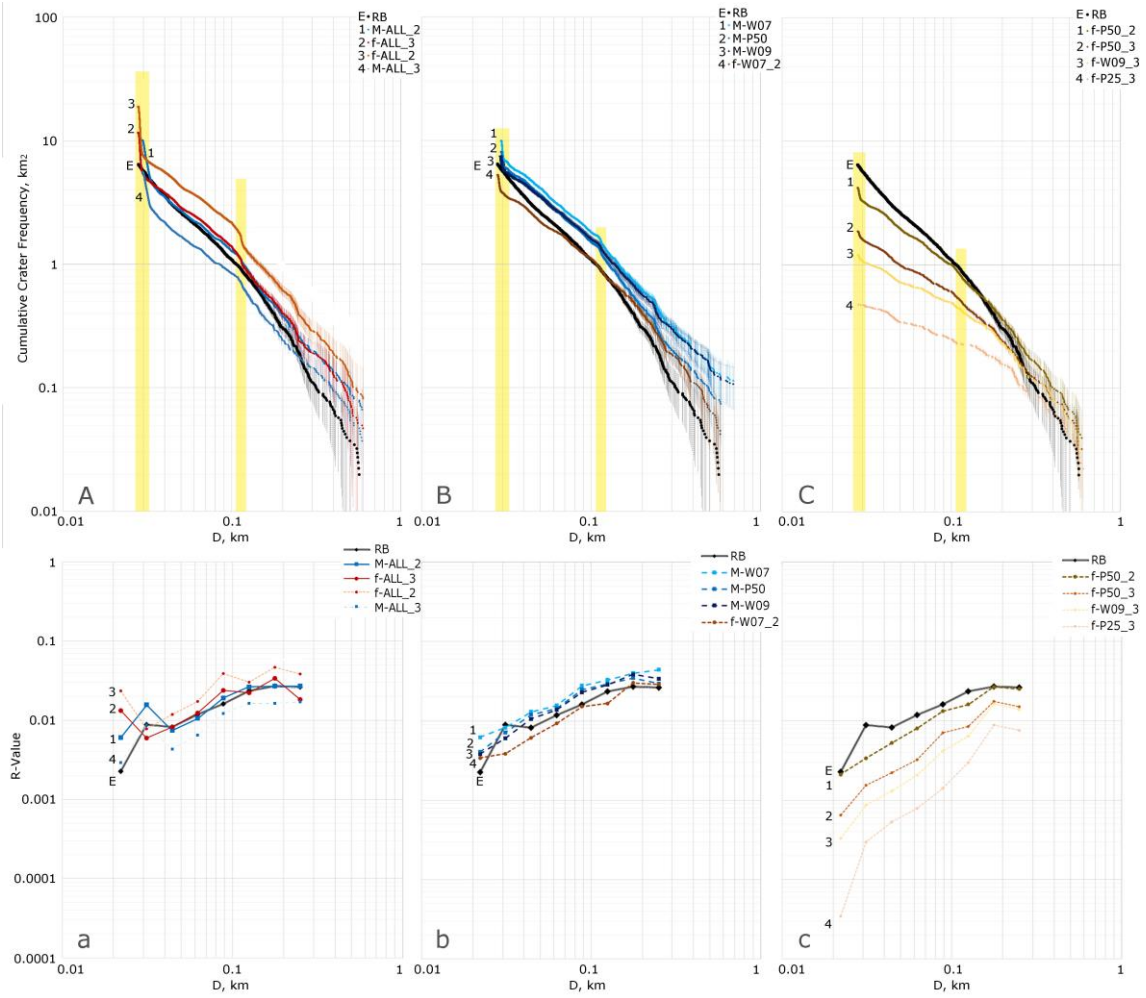 100
10
1
0.1
0.01
Cumulative Crater Frequency, km2
E RB
1 M-ALL_2
2 f-ALL_3
3 f-ALL_2
4 M-ALL_3
3
2
1
E
4
A
0.01 0.1 1
D, km
E RB
1 M-W07
2 M-P50
3 M-W09
4 f-W07_2
1
2
3
E
4
B
0.01 0.1 1
D, km
E RB
1 f-P50_2
2 f-P50_3
3 f-W09_3
4 f-P25_3
E
1
2
3
4
C
0.01 0.1 1
D, km
1
0.1
0.01
0.001
0.0001
0.0001
R-Value
RB
M-ALL_2
f-ALL_3
f-ALL_2
M-ALL_3
3
2
1
4
E
a
0.01 0.1 1
D, km
RB
M-W07
M-P50
M-W09
f-W07_2
1
2
3
4
E
b
0.01 0.1 1
D, km
RB
f-P50_2
f-P50_3
f-W09_3
f-P25_3
E
1
2
3
4
c
0.01 0.1 1
D, km